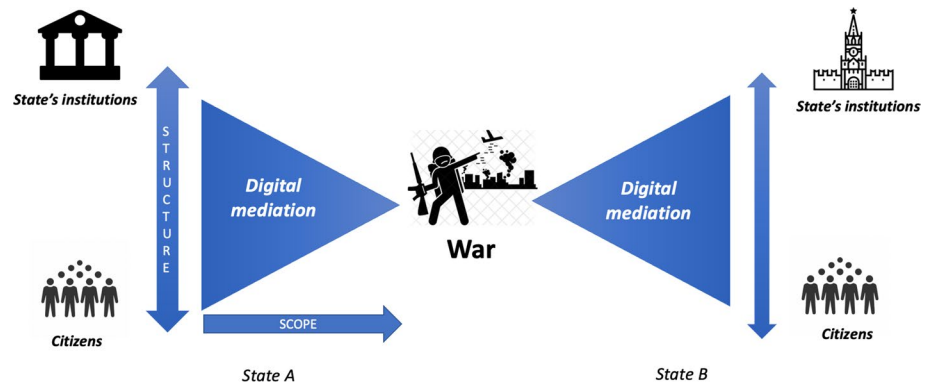 State's institutions
Citizens
STRUCTURE
Digital
mediation
SCOPE
State A
War
Digital
mediation
State B
State's institutions
Citizens